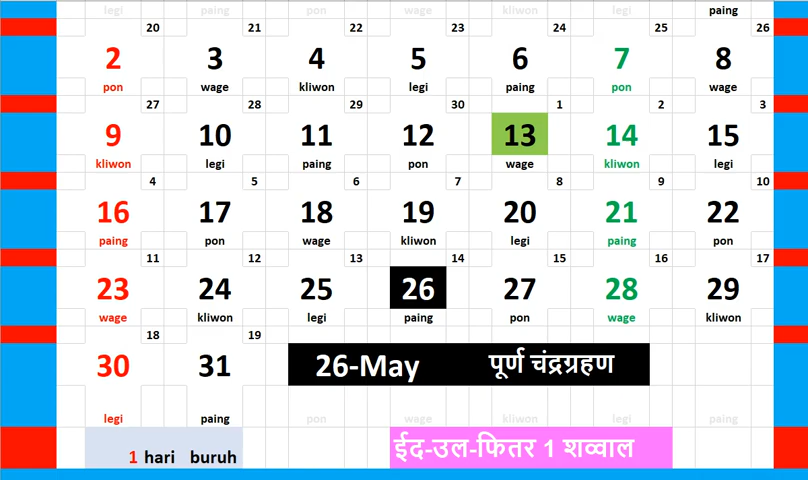 legi paing pon wage kliwon legi paing
20 21 22 23 24 25 26
2 3 4 5 6 7 8
pon wage kliwon legi paing pon wage
27 28 29 30 1 2 3
9 10 11 12 13 14 15
kliwon legi paing pon wage kliwon legi
4 5 6 7 8 9 10
16 17 18 19 20 21 22
paing pon wage kliwon legi paing pon
11 12 13 14 15 16 17
23 24 25 26 27 28 29
wage kliwon legi paing pon wage kliwon
18 19
30 31 26-May पूर्ण चंद्रग्रहण
legi paing pon wage kliwon legi paing
1 hari buruh ईद-उल-फितर 1 शव्वाल